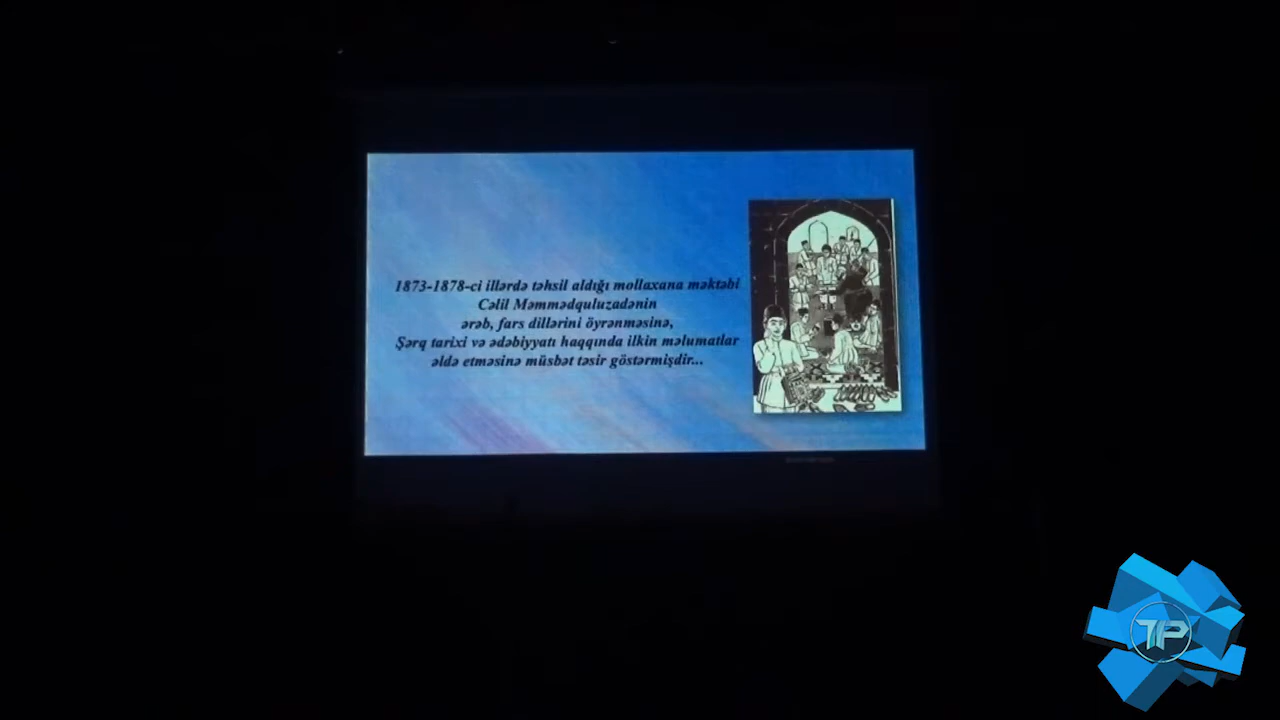 1873-1878-ci illərdə təhsil aldığı mollaxana məktəbi
Cəlil Məmmədquluzadənin
ərəb, fars dillərini öyrənməsinə,
Şərq tarixi və ədəbiyyatı haqqında ilkin məlumatlar
əldə etməsinə müsbət təsir göstərmişdir...
TP